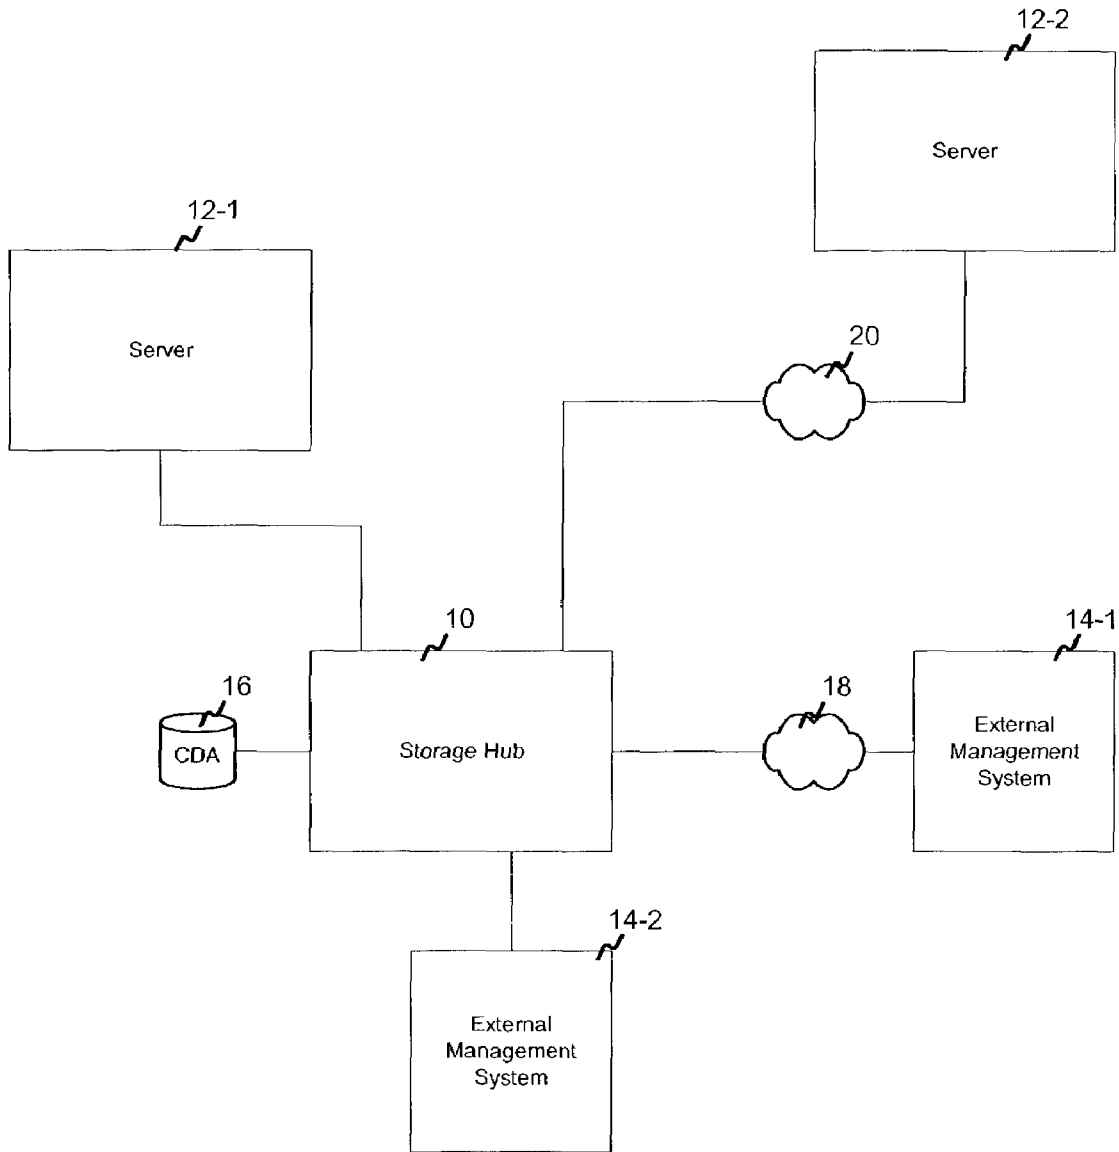 12-2
Server
12-1
Server
20
10
14-1
16
18
CDA
Storage Hub
External
Management
System
14-2
External
Management
System